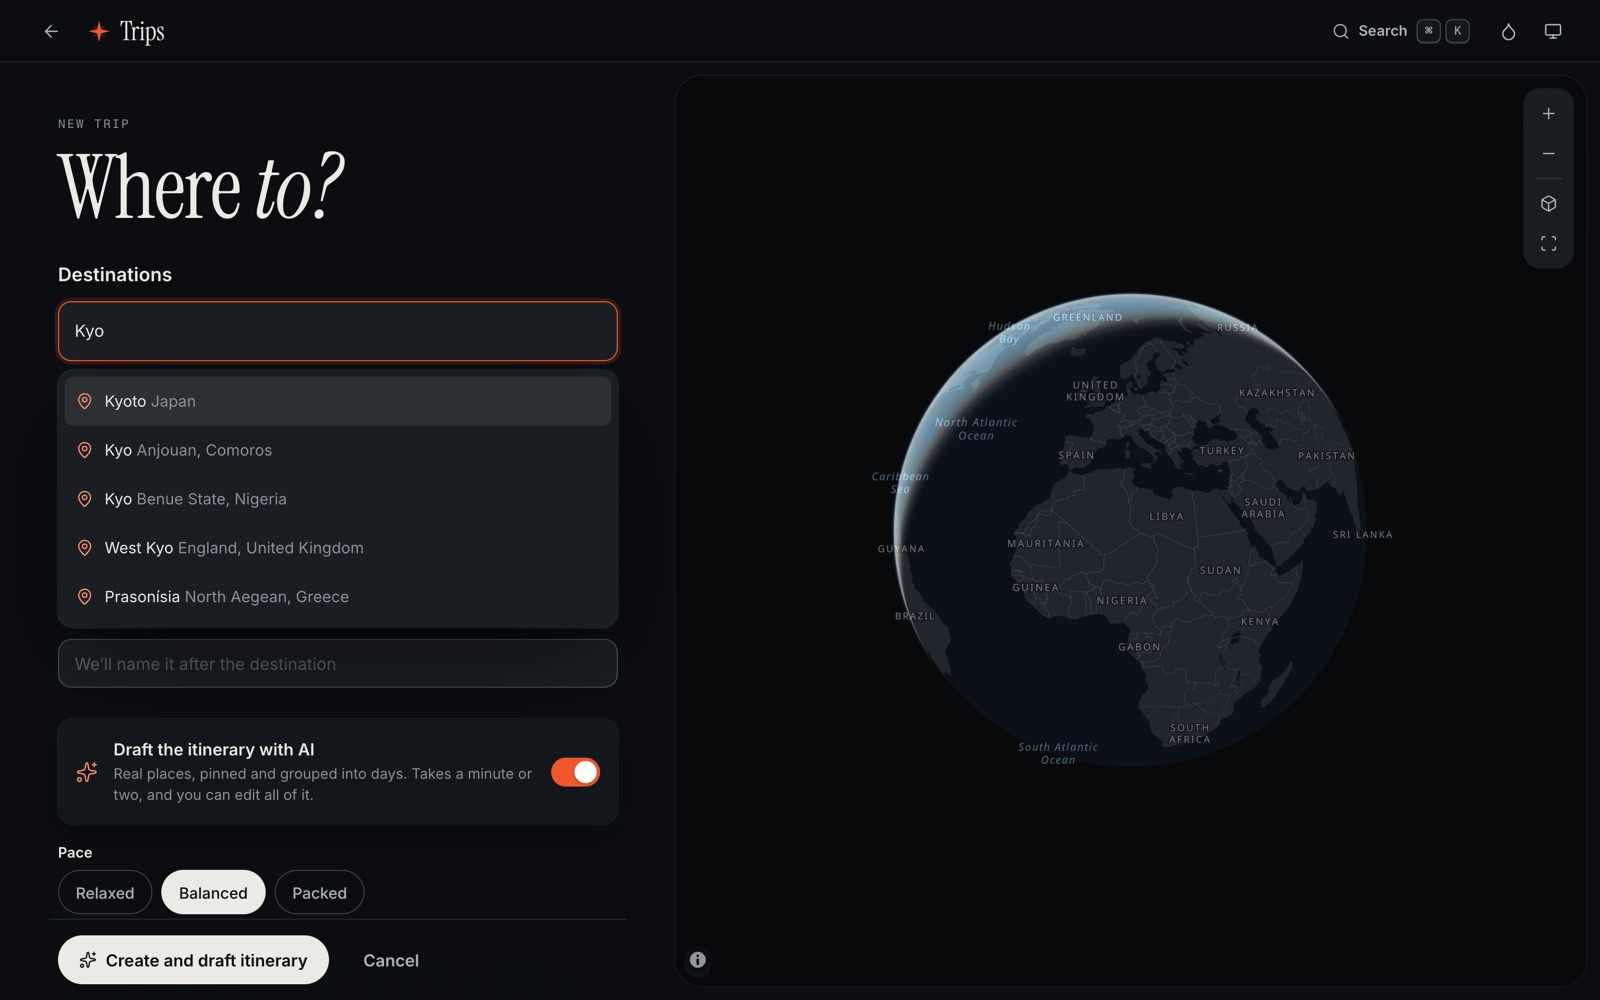 Trips
Search ⌘ K
NEW TRIP
Where to?
Destinations
Kyo
Kyoto Japan
Kyo Anjouan, Comoros
Kyo Benue State, Nigeria
West Kyo England, United Kingdom
Prasonísia North Aegean, Greece
We'll name it after the destination
Draft the itinerary with AI
Real places, pinned and grouped into days. Takes a minute or
two, and you can edit all of it.
Pace
Relaxed
Balanced
Packed
Create and draft itinerary
Cancel
Hudson
Bay
GREENLAND
RUSSIA
UNITED
KINGDOM
KAZAKHSTAN
North Atlantic
Ocean
SPAIN
TURKEY
PAKISTAN
Caribbean
Sea
SAUDI
ARABIA
LIBYA
SRI LANKA
MAURITANIA
GUYANA
SUDAN
GUINEA
NIGERIA
BRAZIL
KENYA
GABON
SOUTH
AFRICA
South Atlantic
Ocean